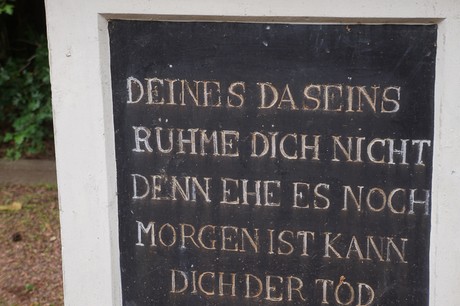 DEINES DASEINS
RÜHME DICH NICHT
DENN EHE ES NOCH
MORGEN IST KANN
DICH DER TOD